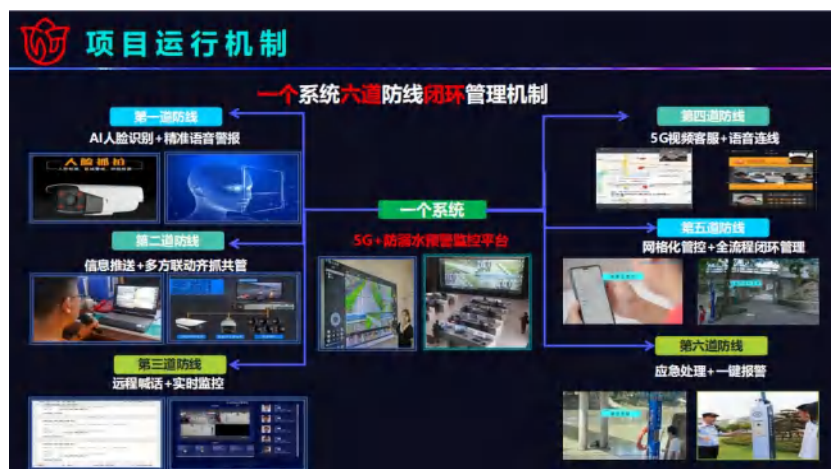 项目运行机制
一个系统六道防线闭环管理机制
第一道防线
AI人脸识别+精准语音警报
人脸抓拍
第二道防线
信息推送+多方联动齐抓共管
第三道防线
远程喊话+实时监控
一个系统
5G+防溺水预警监控平台
第四道防线
5G视频客服+语音连线
第五道防线
网格化管控+全流程闭环管理
第六道防线
应急处理+一键报警